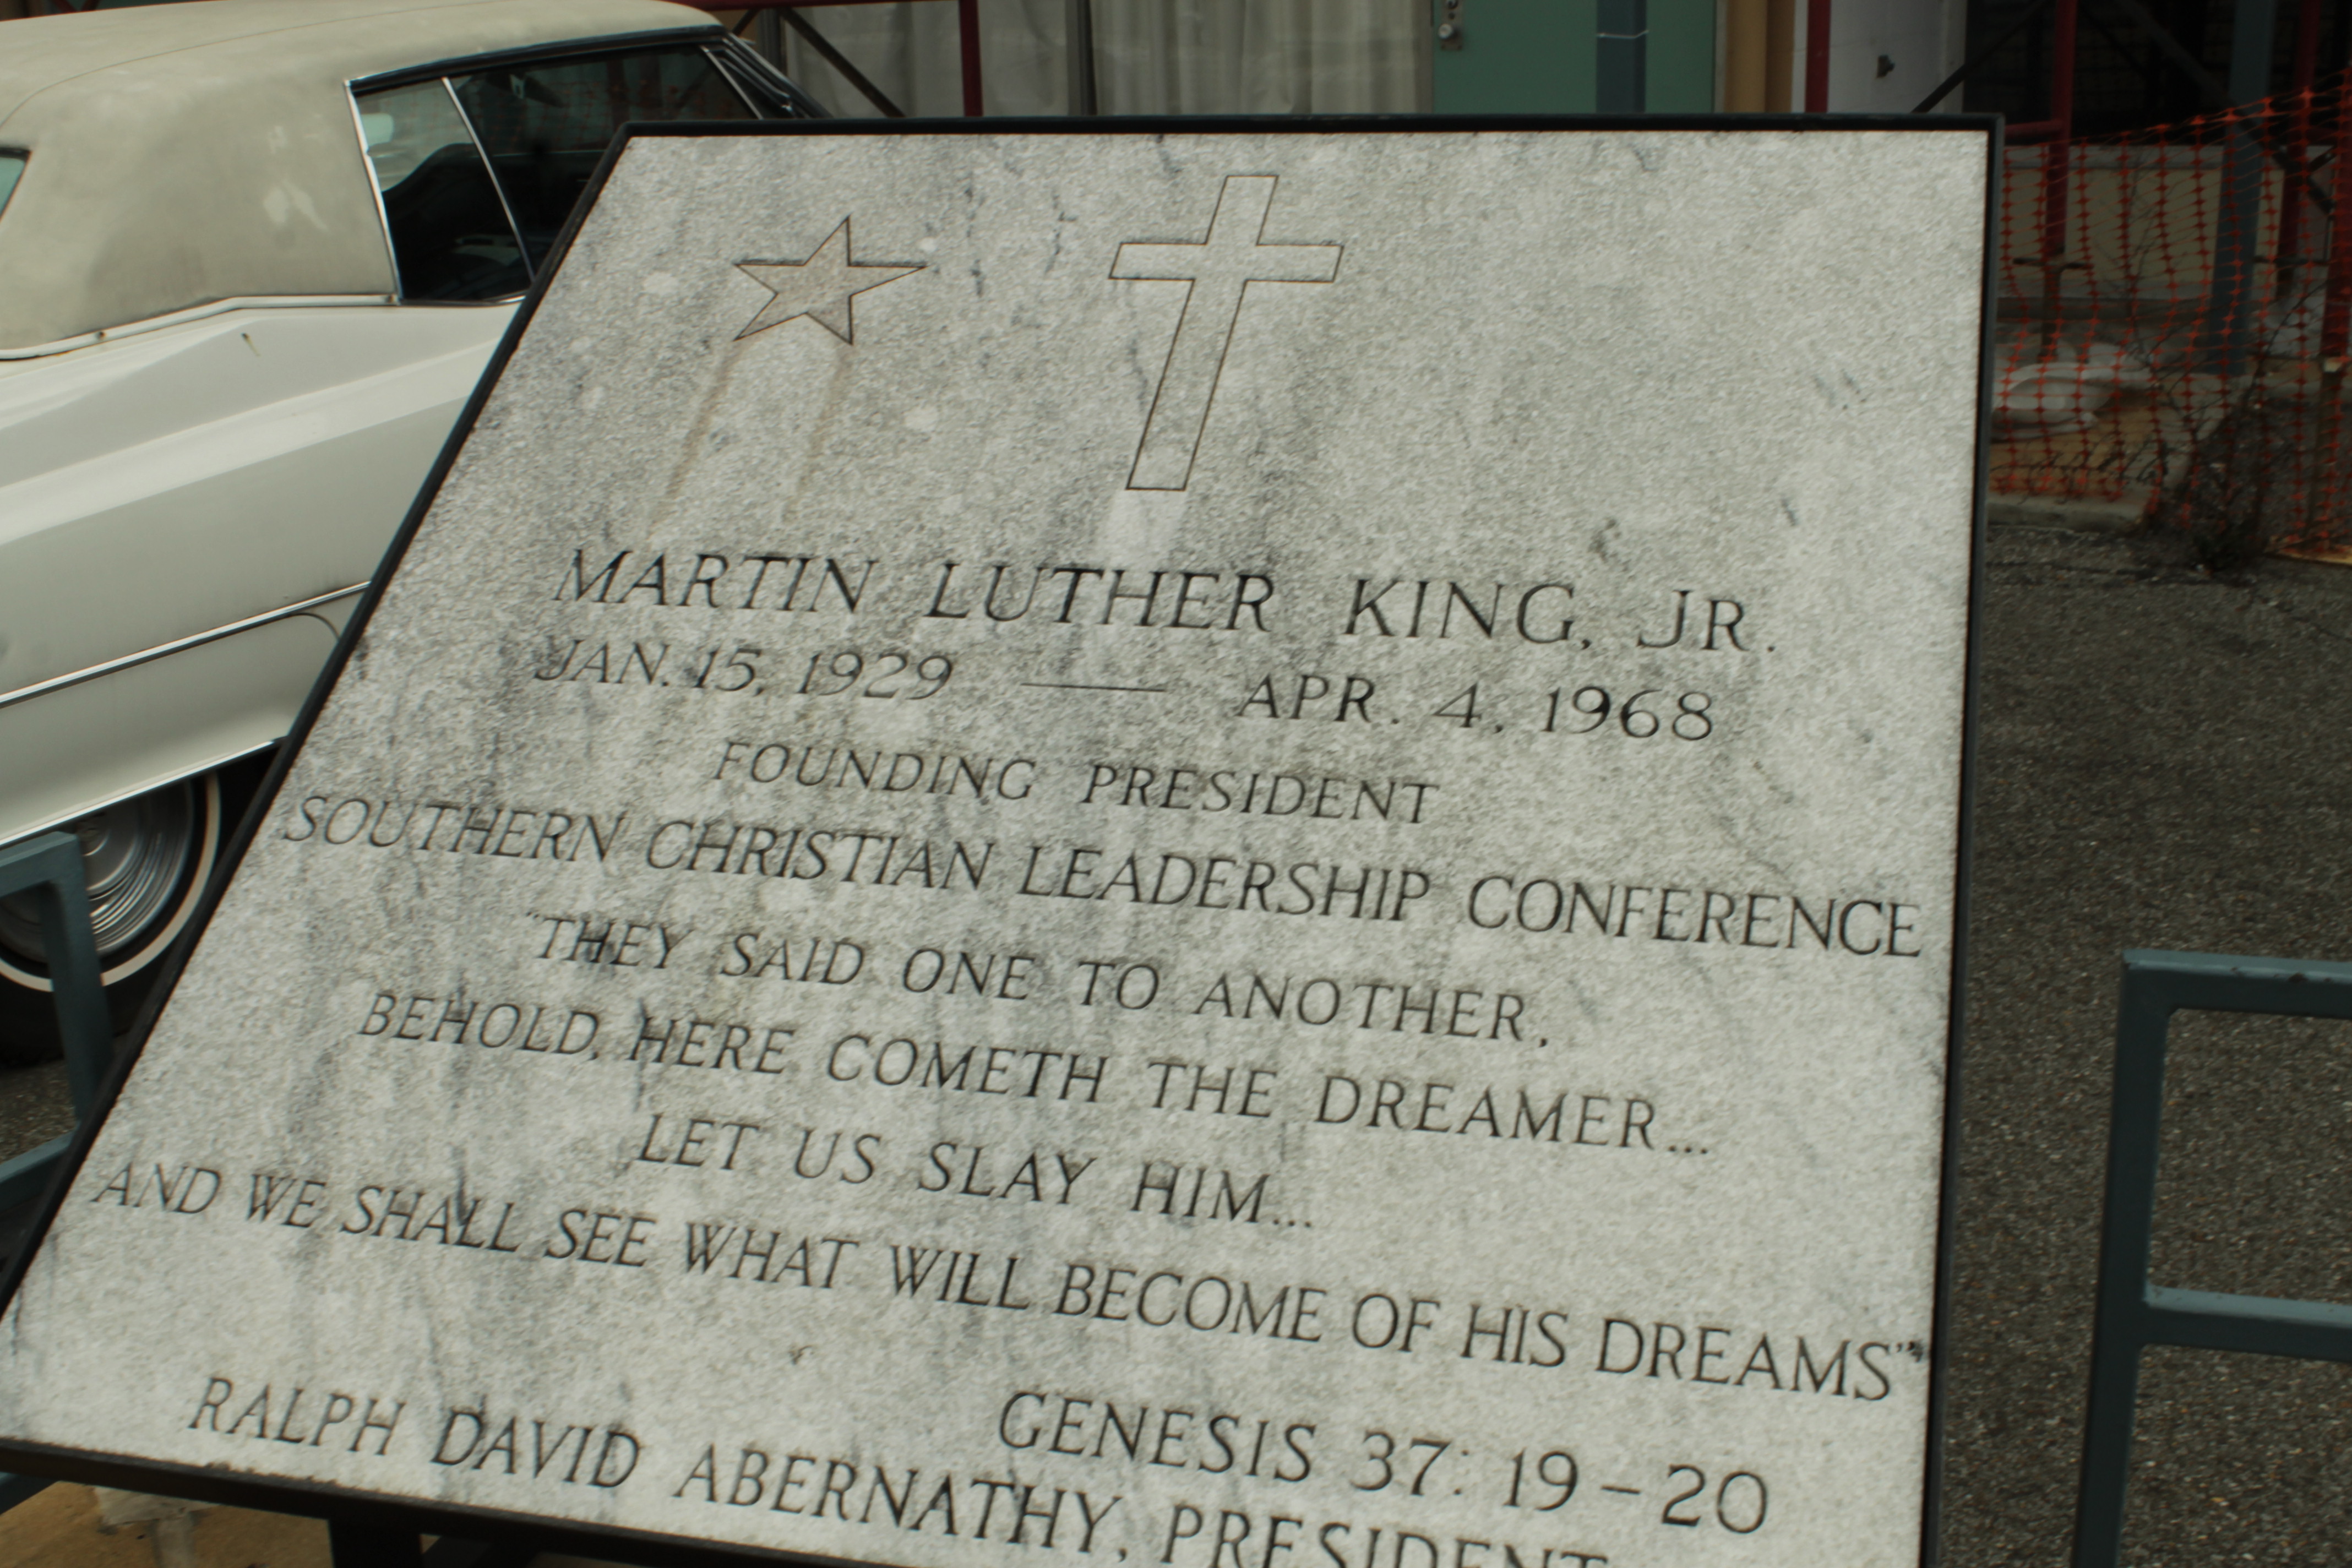 MARTIN LUTHER KING, JR.
JAN. 15, 1929 — APR. 4, 1968
FOUNDING PRESIDENT
SOUTHERN CHRISTIAN LEADERSHIP CONFERENCE
"THEY SAID ONE TO ANOTHER,
BEHOLD, HERE COMETH THE DREAMER...
LET US SLAY HIM...
AND WE SHALL SEE WHAT WILL BECOME OF HIS DREAMS"
GENESIS 37: 19-20
RALPH DAVID ABERNATHY, PRESIDENT